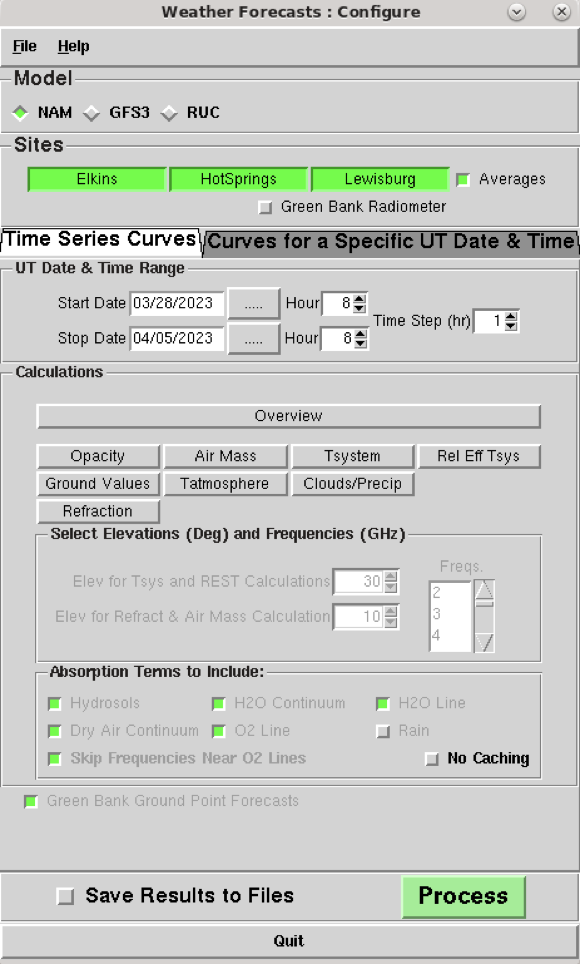 Weather Forecasts : Configure
File Help
Model
NAM GFS3 RUC
Sites
Elkins HotSprings Lewisburg Averages
Green Bank Radiometer
Time Series Curves Curves for a Specific UT Date & Time
UT Date & Time Range
Start Date 03/28/2023 ..... Hour 8
Time Step (hr) 1
Stop Date 04/05/2023 ..... Hour 8
Calculations
Overview
Opacity Air Mass Tsystem Rel Eff Tsys
Ground Values Tatmosphere Clouds/Precip
Refraction
Select Elevations (Deg) and Frequencies (GHz)
Freqs.
Elev for Tsys and REST Calculations 30
2
3
4
Elev for Refract & Air Mass Calculation 10
Absorption Terms to Include:
Hydrosols H2O Continuum H2O Line
Dry Air Continuum O2 Line Rain
Skip Frequencies Near O2 Lines No Caching
Green Bank Ground Point Forecasts
Save Results to Files Process
Quit